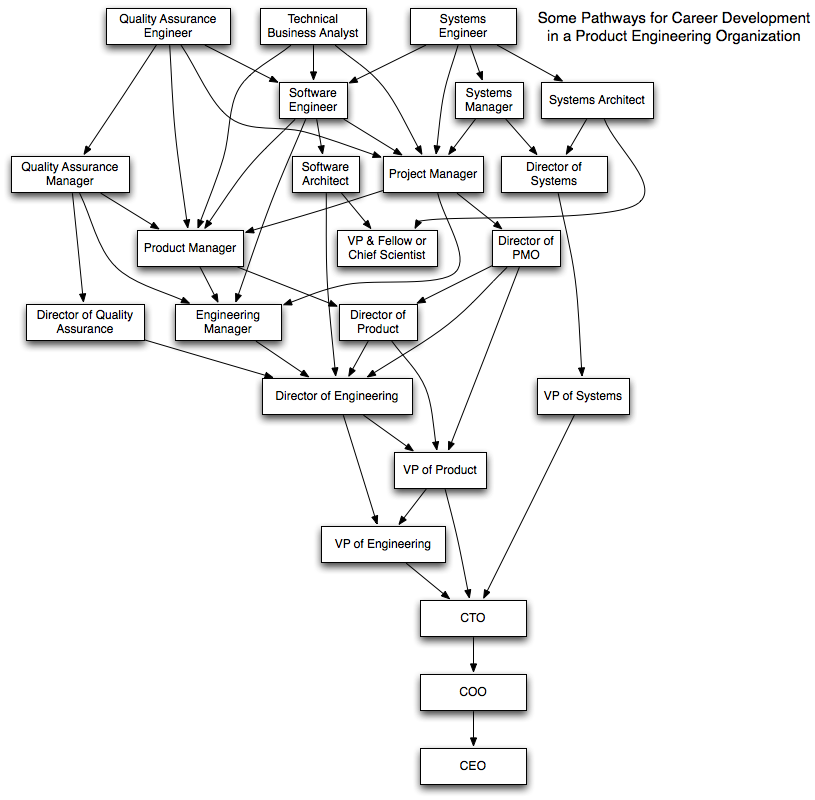 Quality Assurance
Engineer
Technical
Business Analyst
Systems
Engineer
Some Pathways for Career Development
in a Product Engineering Organization
Software
Engineer
Systems
Manager
Systems Architect
Quality Assurance
Manager
Software
Architect
Project Manager
Director of
Systems
Product Manager
VP & Fellow or
Chief Scientist
Director of
PMO
Director of Quality
Assurance
Engineering
Manager
Director of
Product
Director of Engineering
VP of Systems
VP of Product
VP of Engineering
CTO
COO
CEO